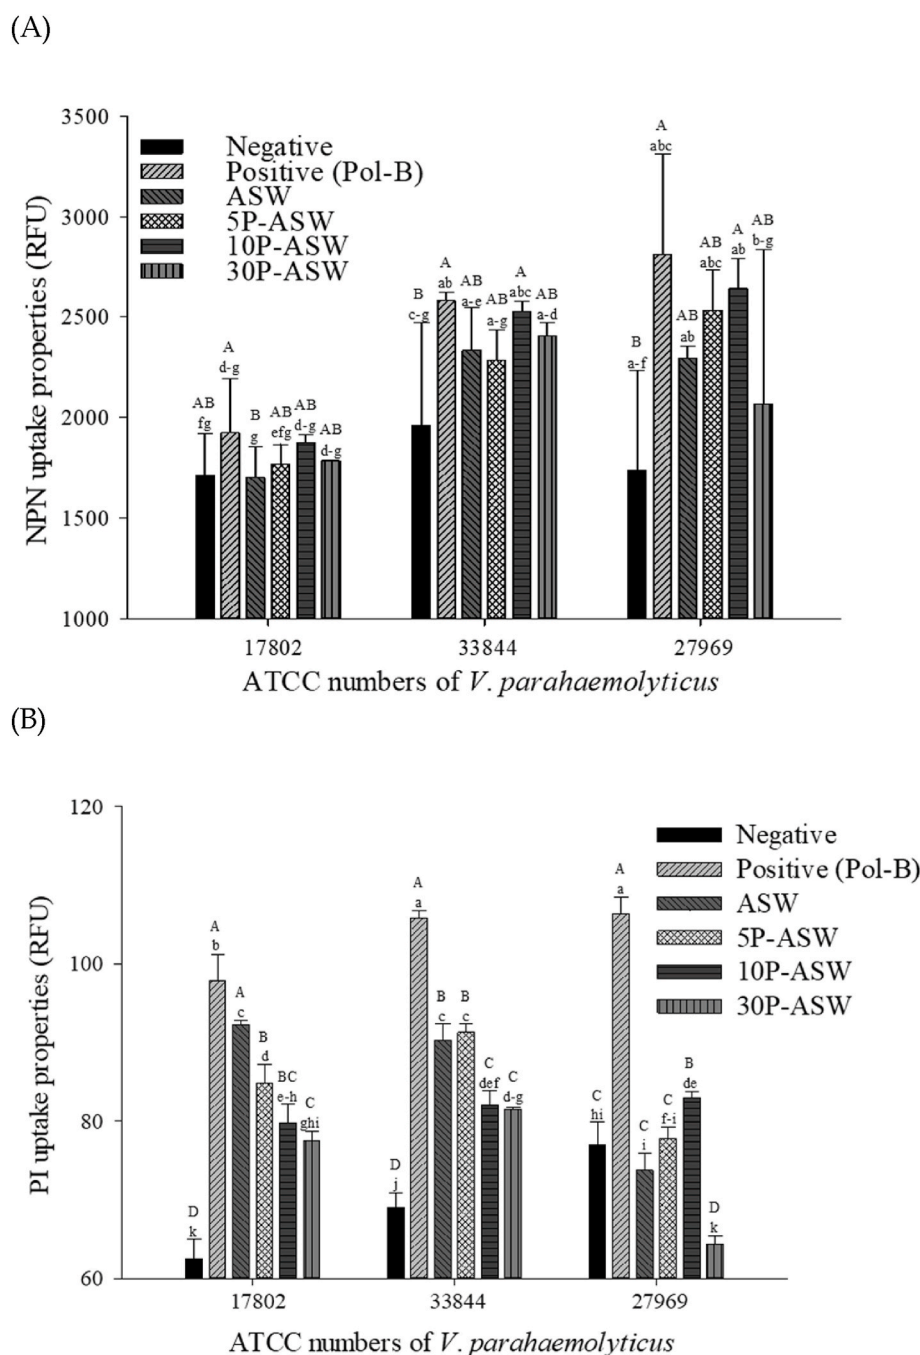 (A)
3500
3000
2500
2000
1500
1000
NPN uptake properties (RFU)
Negative
Positive (Pol-B)
ASW
5P-ASW
10P-ASW
30P-ASW
AB
fg
A
d-g
B
g
AB
efg
AB
d-g
AB
d-g
B
c-g
A
ab
AB
a-e
AB
a-g
A
abc
AB
a-d
B
a-f
A
abc
AB
ab
AB
abc
A
ab
AB
b-g
17802 33844 27969
ATCC numbers of V. parahaemolyticus
(B)
120
100
80
60
PI uptake properties (RFU)
Negative
Positive (Pol-B)
ASW
5P-ASW
10P-ASW
30P-ASW
D
k
A
b
A
c
B
d
BC
e-h
C
ghi
D
j
A
a
B
c
B
c
C
def
C
d-g
C
hi
A
a
C
i
C
f-i
B
de
D
k
17802 33844 27969
ATCC numbers of V. parahaemolyticus